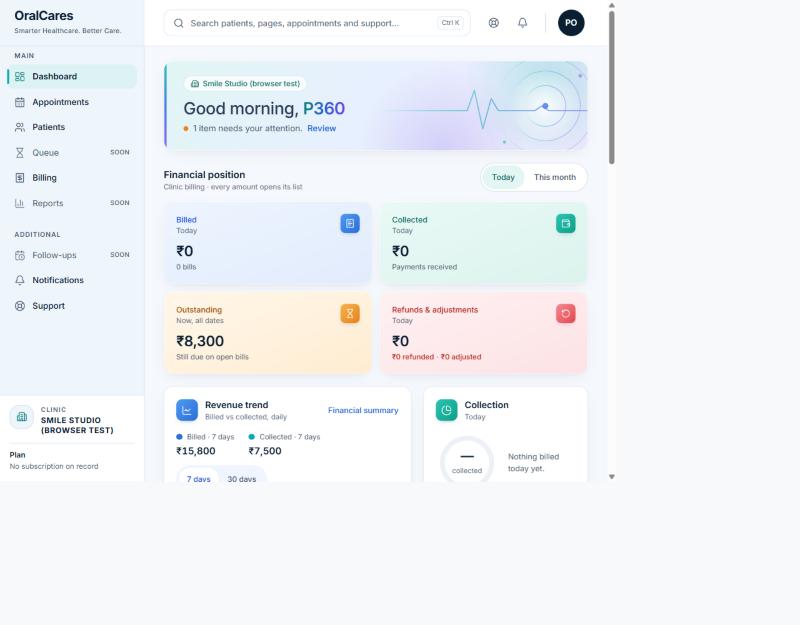 OralCares
Smarter Healthcare. Better Care.
MAIN
Dashboard
Appointments
Patients
Queue SOON
Billing
Reports SOON
ADDITIONAL
Follow-ups SOON
Notifications
Support
CLINIC
SMILE STUDIO
(BROWSER TEST)
Plan
No subscription on record
Search patients, pages, appointments and support... Ctrl K
PO
Smile Studio (browser test)
Good morning, P360
1 item needs your attention. Review
Financial position
Clinic billing · every amount opens its list
Today This month
Billed
Today
₹0
0 bills
Collected
Today
₹0
Payments received
Outstanding
Now, all dates
₹8,300
Still due on open bills
Refunds & adjustments
Today
₹0
₹0 refunded · ₹0 adjusted
Revenue trend
Billed vs collected, daily
Financial summary
Billed · 7 days Collected · 7 days
₹15,800 ₹7,500
7 days 30 days
Collection
Today
—
collected
Nothing billed
today yet.